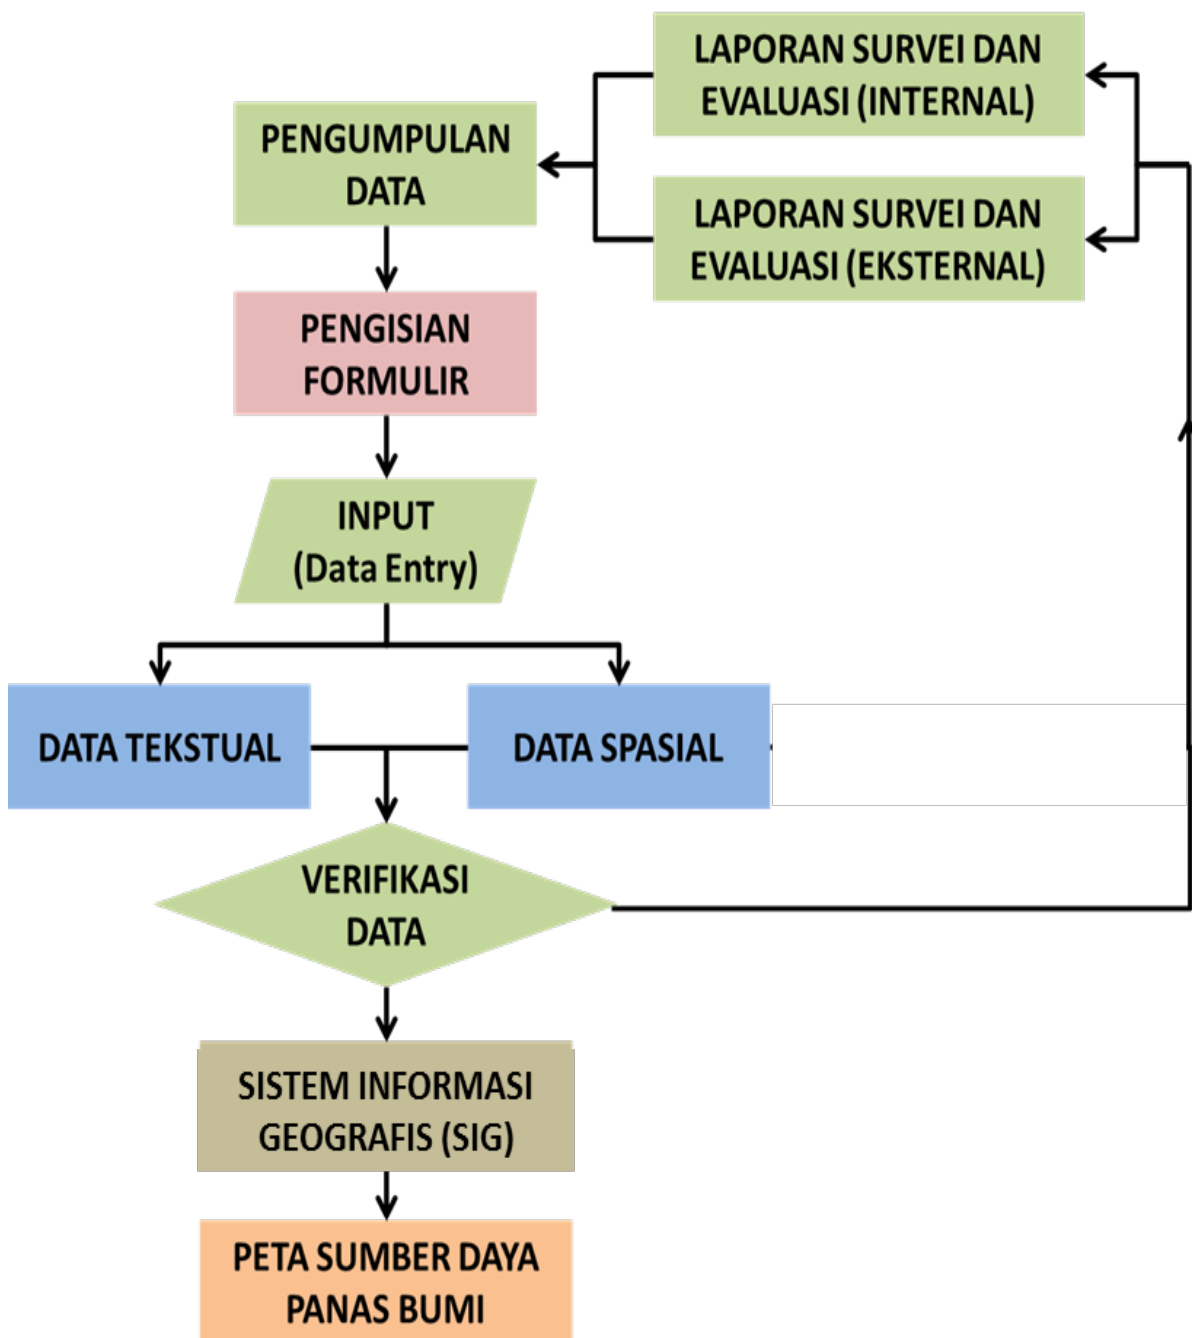 LAPORAN SURVEI DAN
EVALUASI (INTERNAL)
PENGUMPULAN
DATA
LAPORAN SURVEI DAN
EVALUASI (EKSTERNAL)
PENGISIAN
FORMULIR
INPUT
(Data Entry)
DATA TEKSTUAL
DATA SPASIAL
VERIFIKASI
DATA
SISTEM INFORMASI
GEOGRAFIS (SIG)
PETA SUMBER DAYA
PANAS BUMI